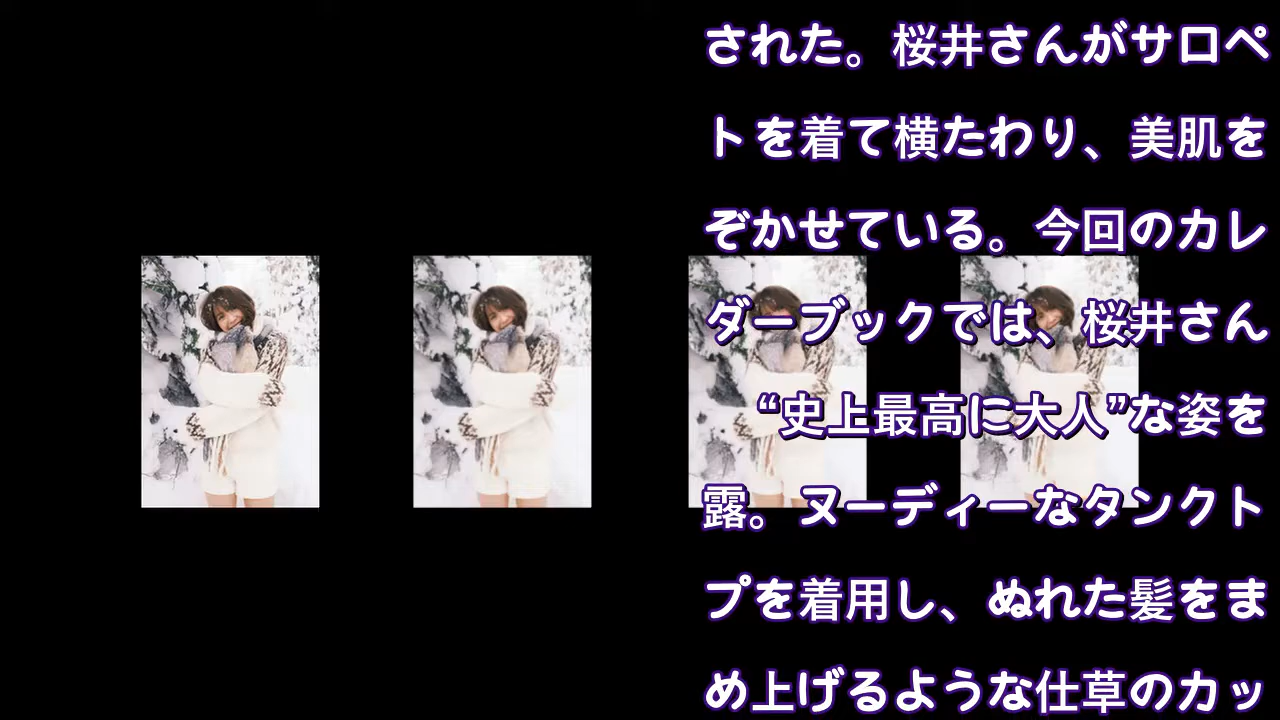 された。桜井さんがサロペ
トを着て横たわり、美肌を
ぞかせている。今回のカレ
ダーブックでは、桜井さん
“史上最高に大人”な姿を
露。ヌーディーなタンクト
プを着用し、ぬれた髪をま
め上げるような仕草のカッ